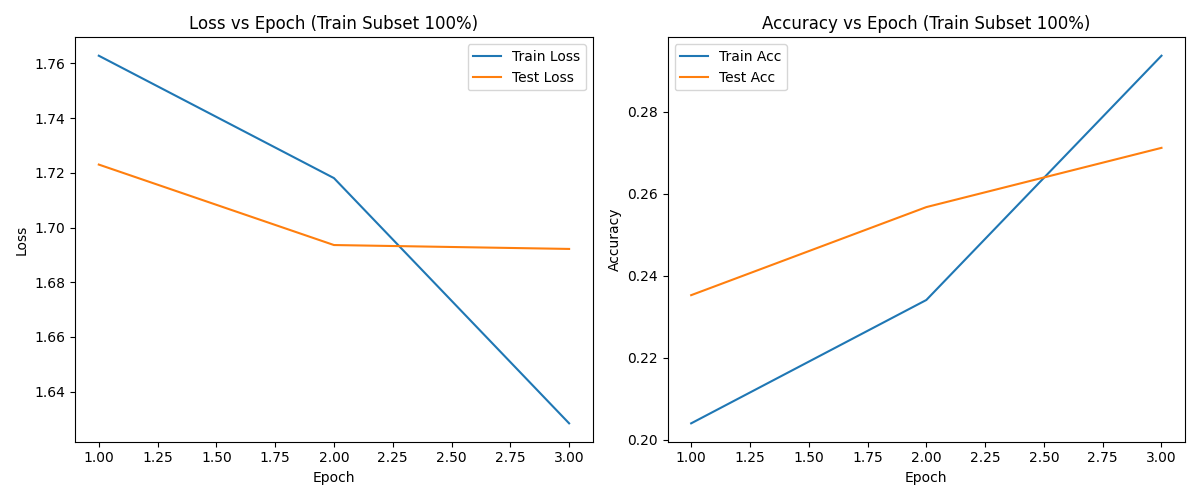 Loss vs Epoch (Train Subset 100%)
Train Loss
Test Loss
1.76
1.74
1.72
1.70
1.68
1.66
1.64
Loss
1.00 1.25 1.50 1.75 2.00 2.25 2.50 2.75 3.00
Epoch
Accuracy vs Epoch (Train Subset 100%)
Train Acc
Test Acc
0.28
0.26
0.24
0.22
0.20
Accuracy
1.00 1.25 1.50 1.75 2.00 2.25 2.50 2.75 3.00
Epoch